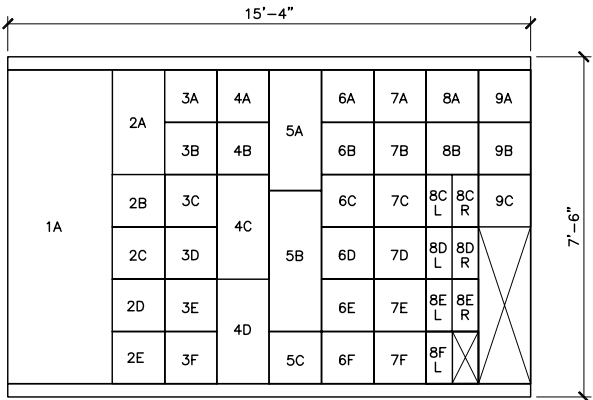 15'-4"
3A 4A 6A 7A 8A 9A
2A
5A
3B 4B 6B 7B 8B 9B
2B 3C 6C 7C 8C 8C 9C
L R
1A
4C
2C 3D 5B 6D 7D 8D 8D
L R
7'-6"
2D 3E 6E 7E 8E 8E
L R
4D
2E 3F 5C 6F 7F 8F
L